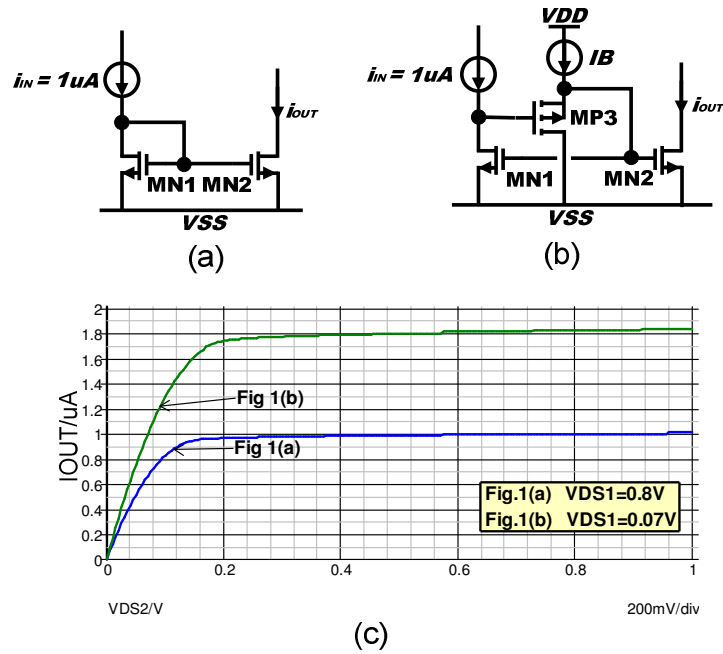 iIN = 1uA
iOUT
MN1 MN2
VSS
(a)
VDD
iIN = 1uA
IB
MP3
iOUT
MN1
MN2
VSS
(b)
2
1.8
1.6
1.4
1.2
1
0.8
0.6
0.4
0.2
0
IOUT/uA
Fig 1(b)
Fig 1(a)
Fig.1(a) VDS1=0.8V
Fig.1(b) VDS1=0.07V
0 0.2 0.4 0.6 0.8 1
VDS2/V 200mV/div
(c)